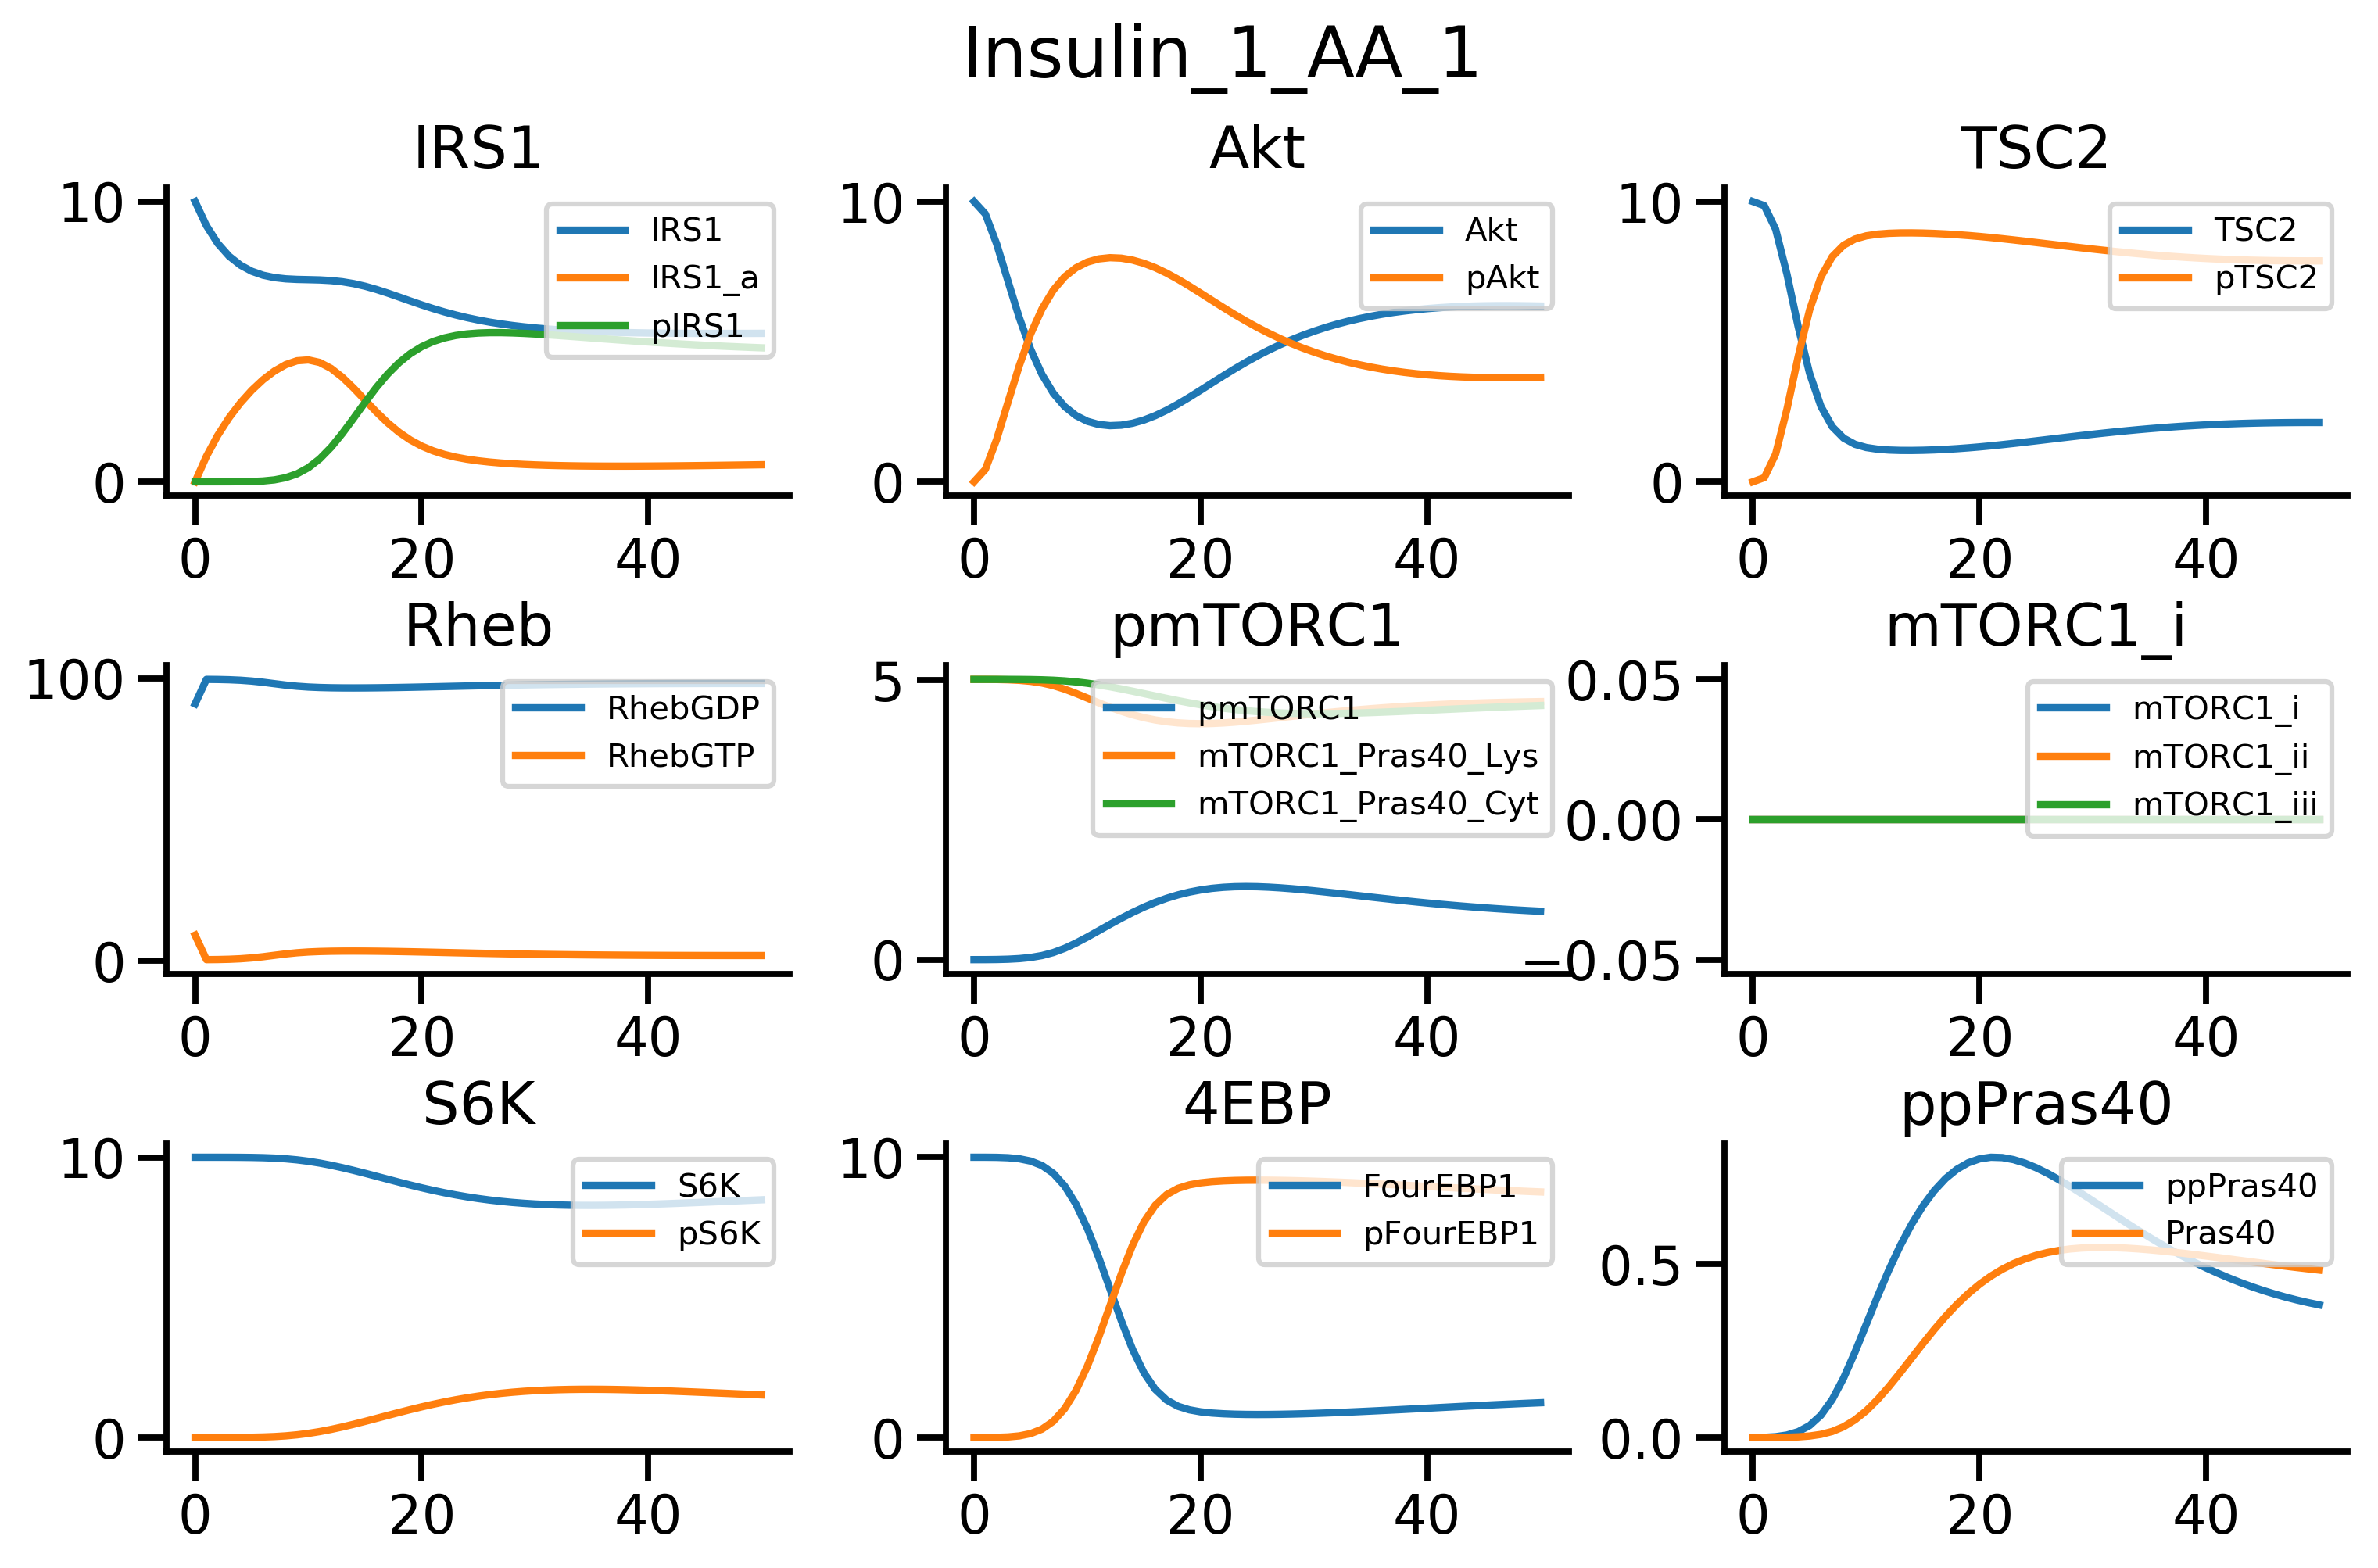 Insulin_1_AA_1
IRS1
10
0
0 20 40
IRS1
IRS1_a
pIRS1
Akt
10
0
0 20 40
Akt
pAkt
TSC2
10
0
0 20 40
TSC2
pTSC2
Rheb
100
0
0 20 40
RhebGDP
RhebGTP
pmTORC1
5
0
0 20 40
pmTORC1
mTORC1_Pras40_Lys
mTORC1_Pras40_Cyt
mTORC1_i
0.05
0.00
−0.05
0 20 40
mTORC1_i
mTORC1_ii
mTORC1_iii
S6K
10
0
0 20 40
S6K
pS6K
4EBP
10
0
0 20 40
FourEBP1
pFourEBP1
ppPras40
0.5
0.0
0 20 40
ppPras40
Pras40